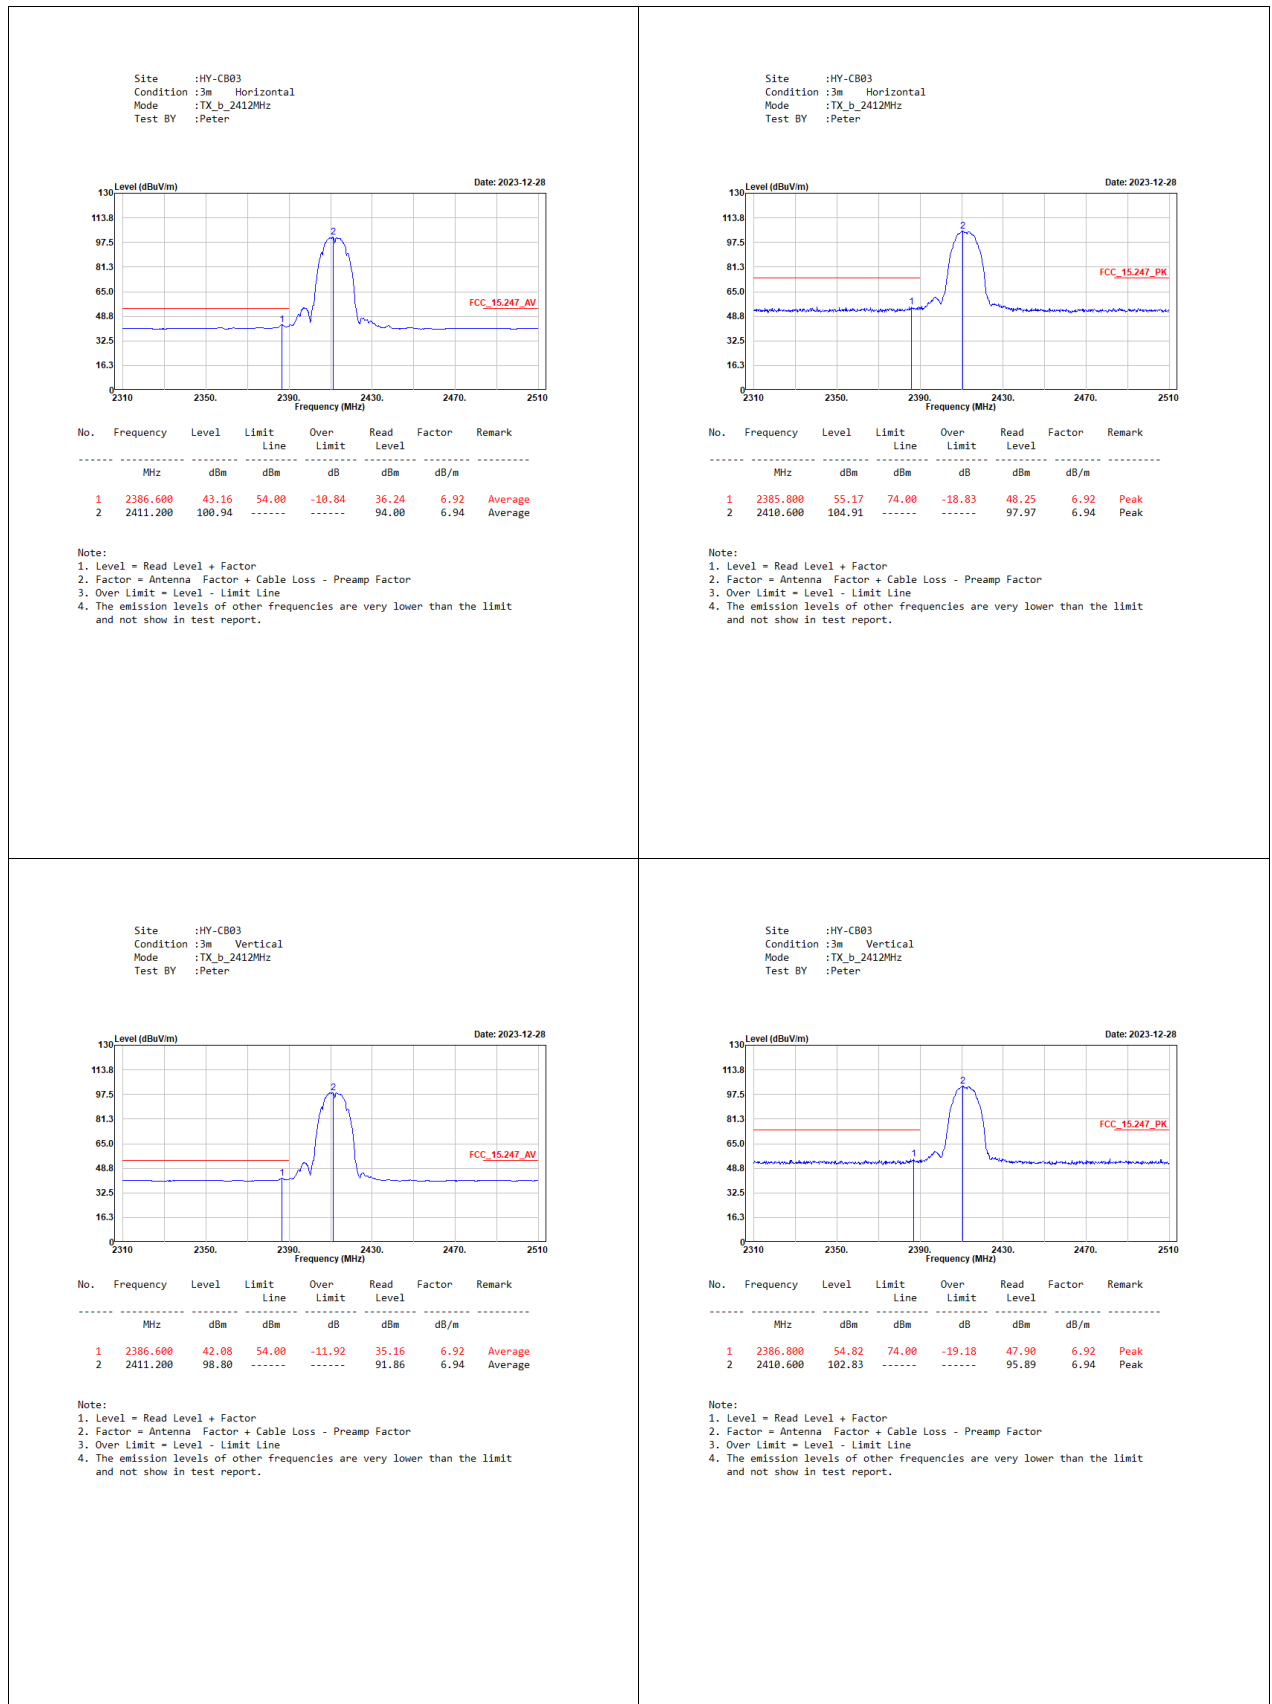 Site      :HY-CB03
Condition :3m    Horizontal
Mode      :TX_b_2412MHz
Test BY   :Peter
Level (dBuV/m)    Date: 2023-12-28
130
113.8
97.5
81.3
65.0
48.8
32.5
16.3
0
2
1
FCC_15.247_AV
2310 2350. 2390. 2430. 2470. 2510
Frequency (MHz)
No. Frequency Level Limit Over Read Factor Remark
Line Limit Level
------ ----------- -------- --------- -------- -------- -------- ---------
MHz dBm dBm dB dBm dB/m
1 2386.600 43.16 54.00 -10.84 36.24 6.92 Average
2 2411.200 100.94 ------ ------ 94.00 6.94 Average
Note:
1. Level = Read Level + Factor
2. Factor = Antenna  Factor + Cable Loss - Preamp Factor
3. Over Limit = Level - Limit Line
4. The emission levels of other frequencies are very lower than the limit
and not show in test report.
Site      :HY-CB03
Condition :3m    Horizontal
Mode      :TX_b_2412MHz
Test BY   :Peter
Level (dBuV/m)    Date: 2023-12-28
130
113.8
97.5
81.3
65.0
48.8
32.5
16.3
0
2
1
FCC_15.247_PK
2310 2350. 2390. 2430. 2470. 2510
Frequency (MHz)
No. Frequency Level Limit Over Read Factor Remark
Line Limit Level
------ ----------- -------- --------- -------- -------- -------- ---------
MHz dBm dBm dB dBm dB/m
1 2385.800 55.17 74.00 -18.83 48.25 6.92 Peak
2 2410.600 104.91 ------ ------ 97.97 6.94 Peak
Note:
1. Level = Read Level + Factor
2. Factor = Antenna  Factor + Cable Loss - Preamp Factor
3. Over Limit = Level - Limit Line
4. The emission levels of other frequencies are very lower than the limit
and not show in test report.
Site      :HY-CB03
Condition :3m    Vertical
Mode      :TX_b_2412MHz
Test BY   :Peter
Level (dBuV/m)    Date: 2023-12-28
130
113.8
97.5
81.3
65.0
48.8
32.5
16.3
0
2
1
FCC_15.247_AV
2310 2350. 2390. 2430. 2470. 2510
Frequency (MHz)
No. Frequency Level Limit Over Read Factor Remark
Line Limit Level
------ ----------- -------- --------- -------- -------- -------- ---------
MHz dBm dBm dB dBm dB/m
1 2386.600 42.08 54.00 -11.92 35.16 6.92 Average
2 2411.200 98.80 ------ ------ 91.86 6.94 Average
Note:
1. Level = Read Level + Factor
2. Factor = Antenna  Factor + Cable Loss - Preamp Factor
3. Over Limit = Level - Limit Line
4. The emission levels of other frequencies are very lower than the limit
and not show in test report.
Site      :HY-CB03
Condition :3m    Vertical
Mode      :TX_b_2412MHz
Test BY   :Peter
Level (dBuV/m)    Date: 2023-12-28
130
113.8
97.5
81.3
65.0
48.8
32.5
16.3
0
2
1
FCC_15.247_PK
2310 2350. 2390. 2430. 2470. 2510
Frequency (MHz)
No. Frequency Level Limit Over Read Factor Remark
Line Limit Level
------ ----------- -------- --------- -------- -------- -------- ---------
MHz dBm dBm dB dBm dB/m
1 2386.800 54.82 74.00 -19.18 47.90 6.92 Peak
2 2410.600 102.83 ------ ------ 95.89 6.94 Peak
Note:
1. Level = Read Level + Factor
2. Factor = Antenna  Factor + Cable Loss - Preamp Factor
3. Over Limit = Level - Limit Line
4. The emission levels of other frequencies are very lower than the limit
and not show in test report.